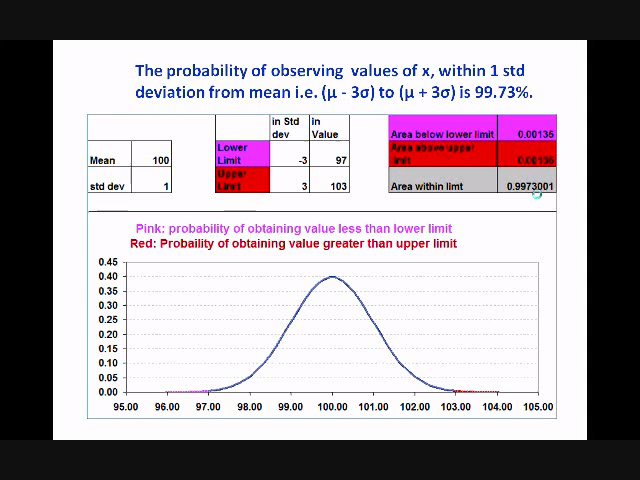 The probability of observing values of x, within 1 std
deviation from mean i.e. (μ - 3σ) to (μ + 3σ) is 99.73%.
in Std dev in Value
Lower Limit -3 97
Upper Limit 3 103
Mean 100
std dev 1
Area below lower limit 0.00135
Area above upper limit 0.00135
Area within limt 0.9973001
Pink: probability of obtaining value less than lower limit
Red: Probaility of obtaining value greater than upper limit
0.45
0.40
0.35
0.30
0.25
0.20
0.15
0.10
0.05
0.00
95.00 96.00 97.00 98.00 99.00 100.00 101.00 102.00 103.00 104.00 105.00